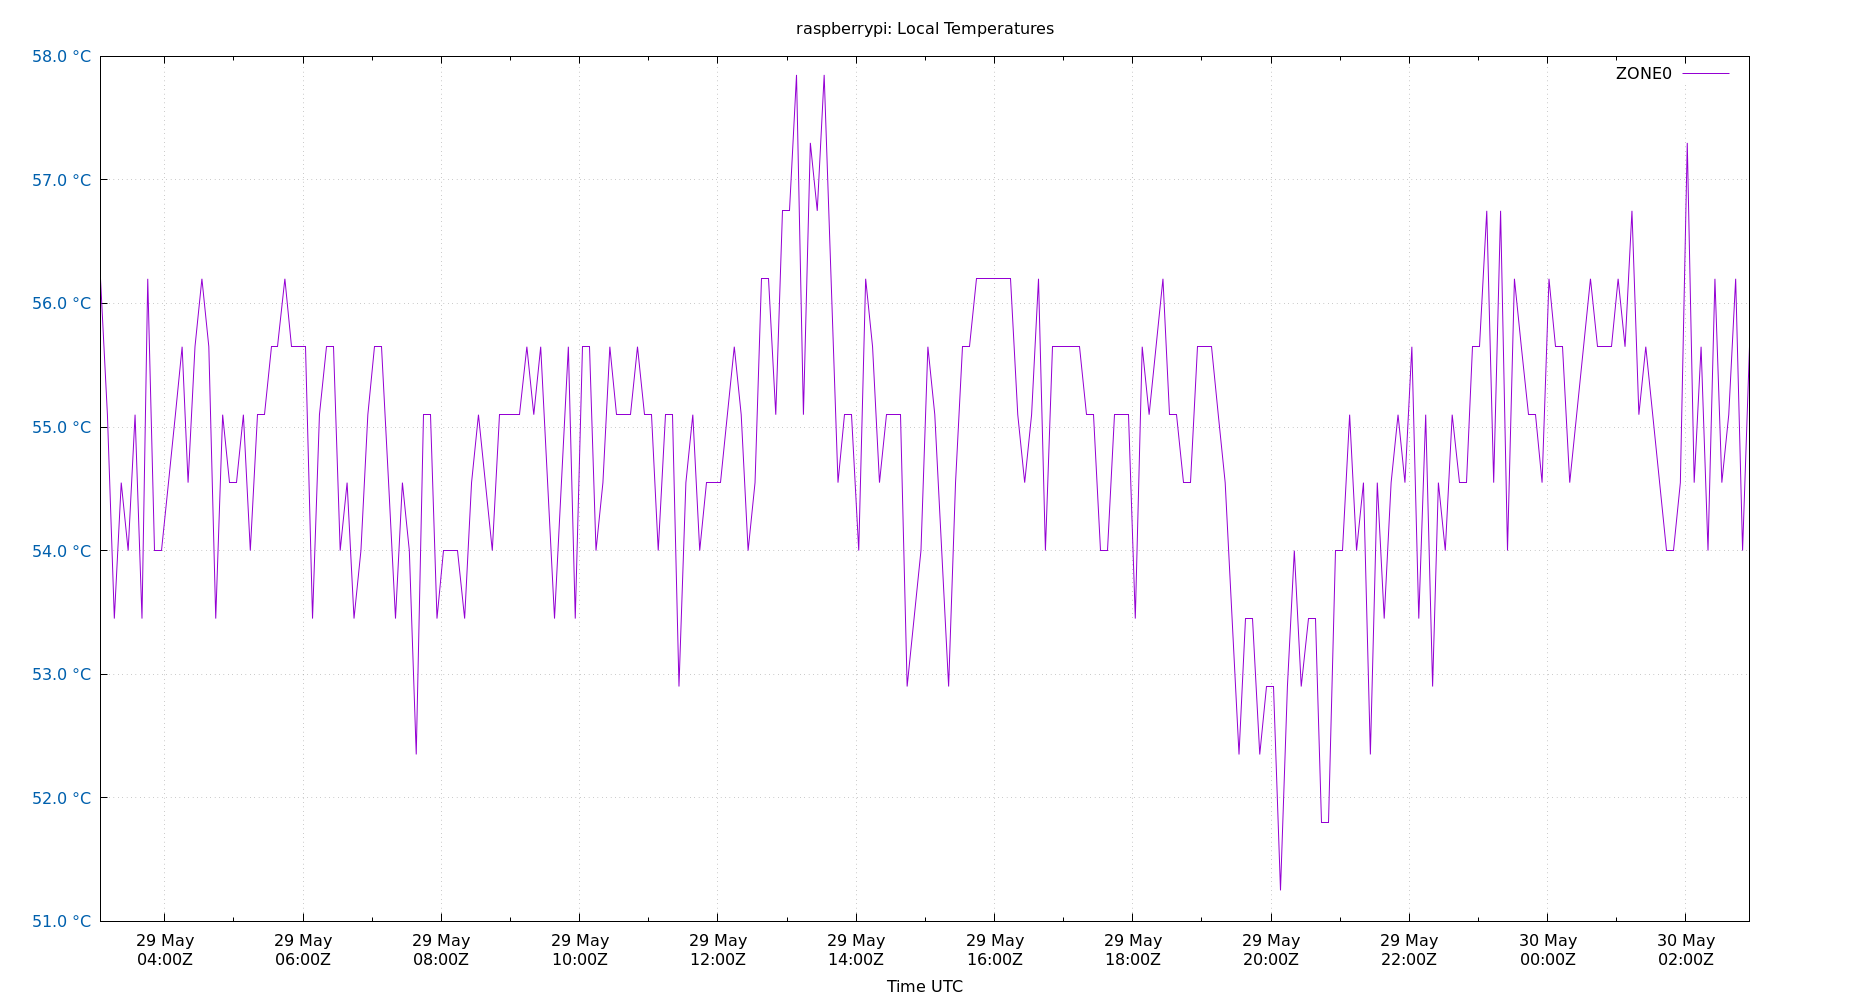 raspberrypi: Local Temperatures
58.0 °C
ZONE0
57.0 °C
56.0 °C
55.0 °C
54.0 °C
53.0 °C
52.0 °C
51.0 °C
29 May 29 May 29 May 29 May 29 May 29 May 29 May 29 May 29 May 29 May 30 May 30 May
04:00Z 06:00Z 08:00Z 10:00Z 12:00Z 14:00Z 16:00Z 18:00Z 20:00Z 22:00Z 00:00Z 02:00Z
Time UTC